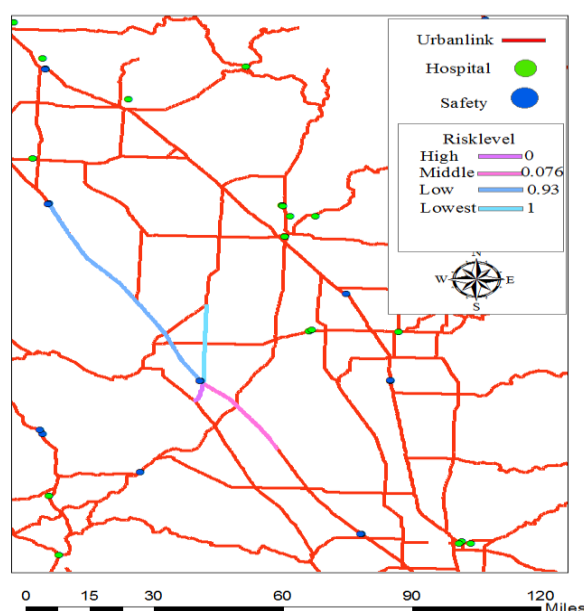 Urbanlink
Hospital
Safety
Risklevel
High 0
Middle 0.076
Low 0.93
Lowest 1
N
W E
S
0 15 30 60 90 120
Miles